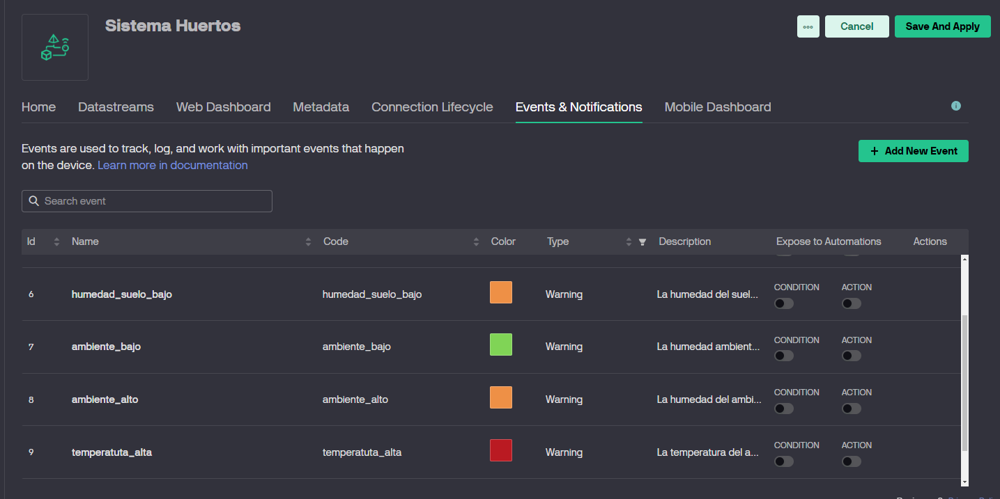 Sistema Huertos
Cancel
Save And Apply
Home Datastreams Web Dashboard Metadata Connection Lifecycle Events & Notifications Mobile Dashboard
Events are used to track, log, and work with important events that happen
on the device. Learn more in documentation
+ Add New Event
Search event
Id Name Code Color Type Description Expose to Automations Actions
CONDITION ACTION
6 humedad_suelo_bajo humedad_suelo_bajo Warning La humedad del suel...
CONDITION ACTION
7 ambiente_bajo ambiente_bajo Warning La humedad ambient...
CONDITION ACTION
8 ambiente_alto ambiente_alto Warning La humedad del ambi...
CONDITION ACTION
9 temperatuta_alta temperatuta_alta Warning La temperatura del a...